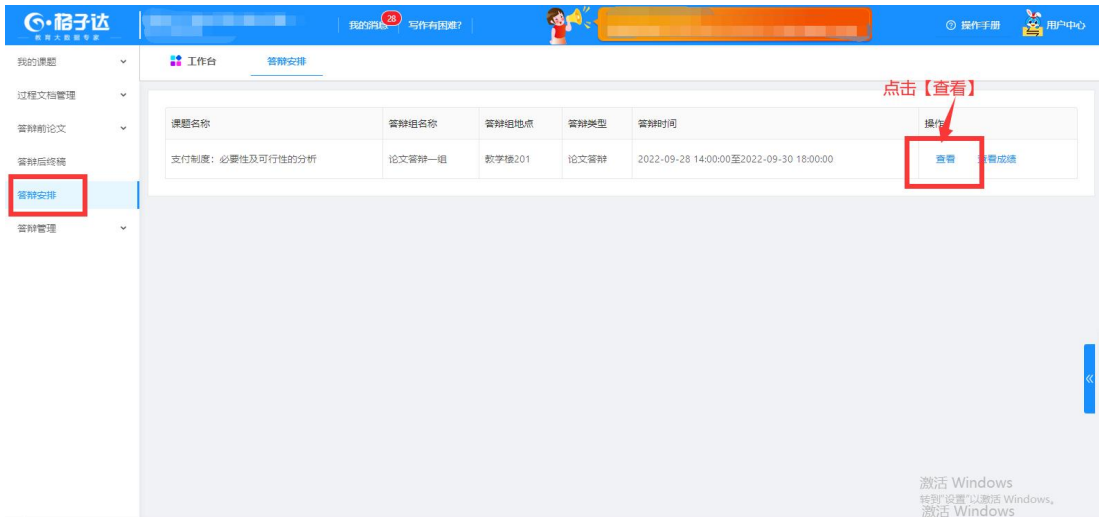 格子达
教育大数据专家
我的消息 28 写作有困难?
操作手册
用户中心
我的课题
过程文档管理
答辩前论文
答辩后终稿
答辩安排
答辩管理
工作台 答辩安排
点击【查看】
课题名称 答辩组名称 答辩组地点 答辩类型 答辩时间 操作
支付制度:必要性及可行性的分析 论文答辩一组 教学楼201 论文答辩 2022-09-28 14:00:00至2022-09-30 18:00:00 查看 查看成绩
激活 Windows
转到"设置"以激活 Windows。
激活 Windows